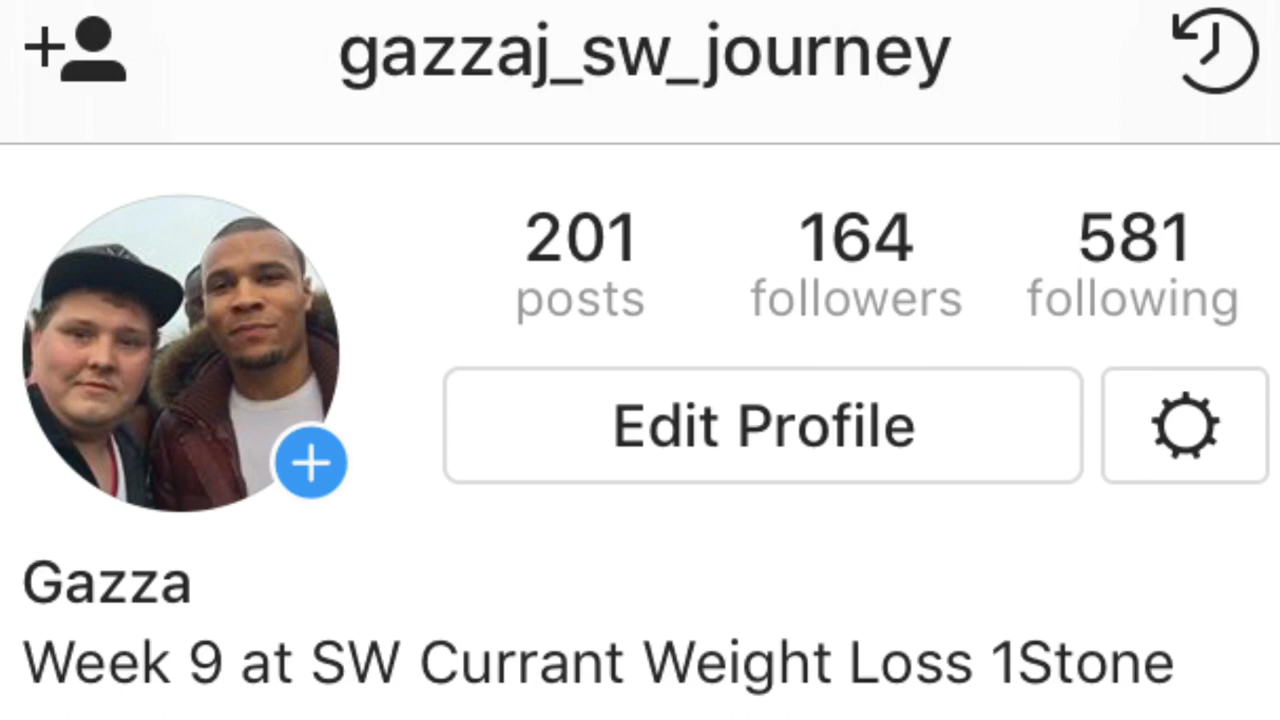 gazzaj_sw_journey
201 164 581
posts followers following
Edit Profile
Gazza
Week 9 at SW Currant Weight Loss 1Stone